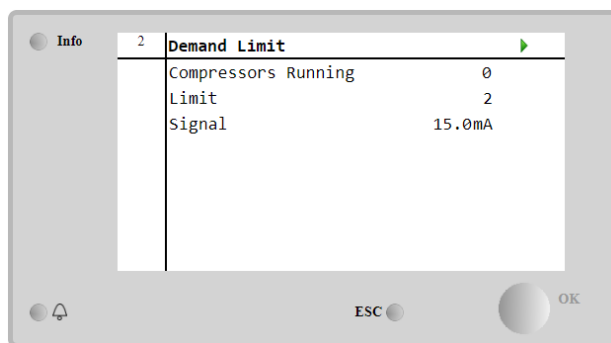 Info
2 Demand Limit
Compressors Running 0
Limit 2
Signal 15.0mA
ESC OK